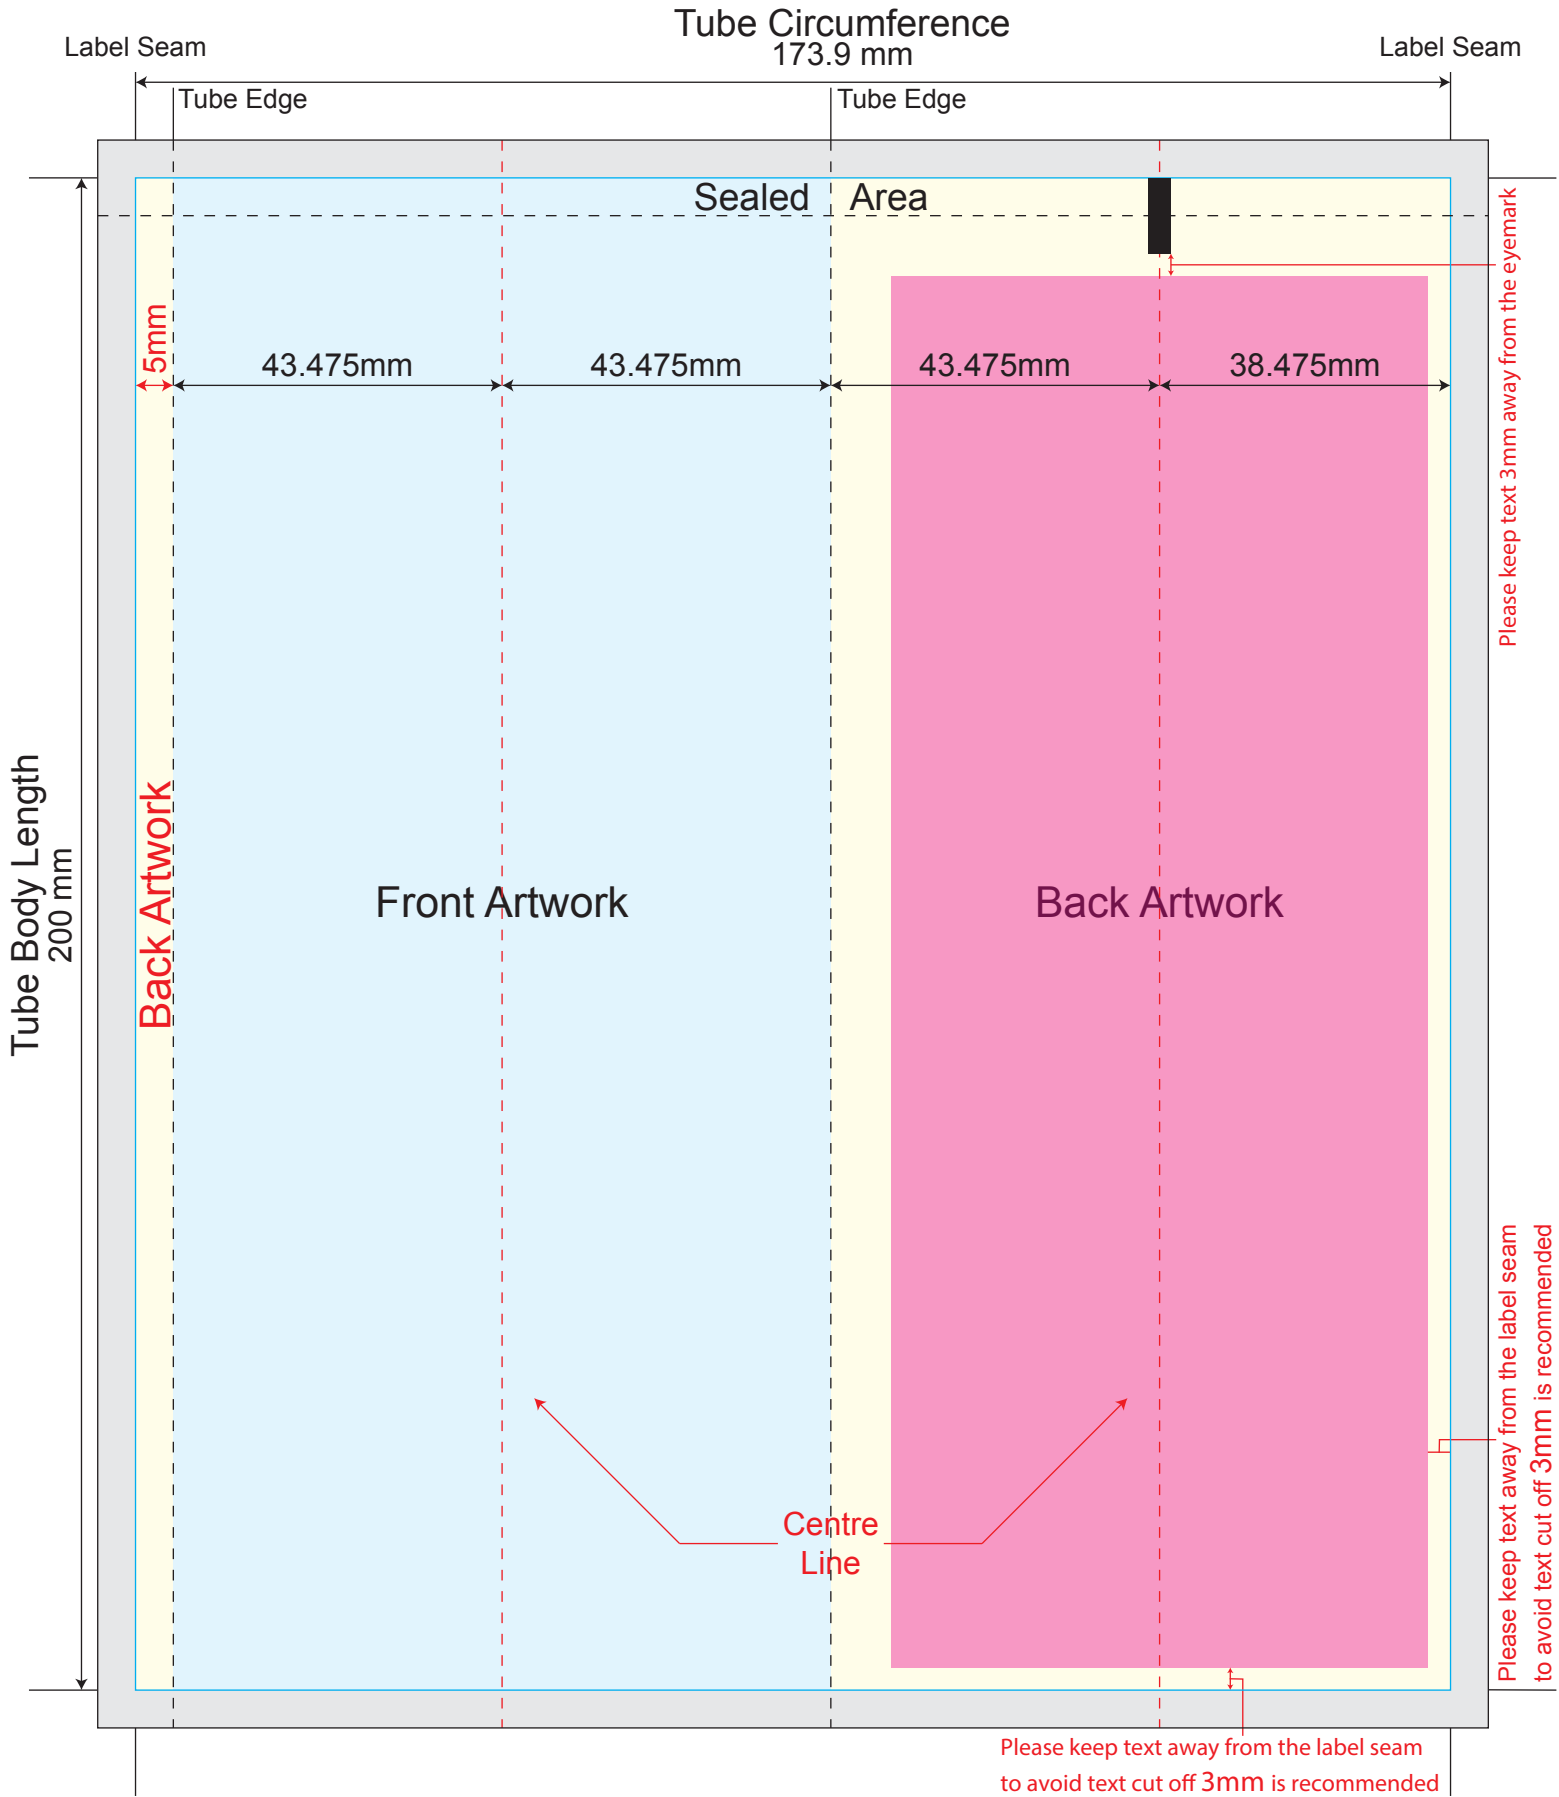 Tube Circumference
173.9 mm
Label Seam
Label Seam
Tube Edge
Tube Edge
Sealed Area
Please keep text 3mm away from the eyemark
5mm
43.475mm
43.475mm
43.475mm
38.475mm
Tube Body Length
200 mm
Back Artwork
Front Artwork
Back Artwork
Centre
Line
Please keep text away from the label seam
to avoid text cut off 3mm is recommended
Please keep text away from the label seam
to avoid text cut off 3mm is recommended